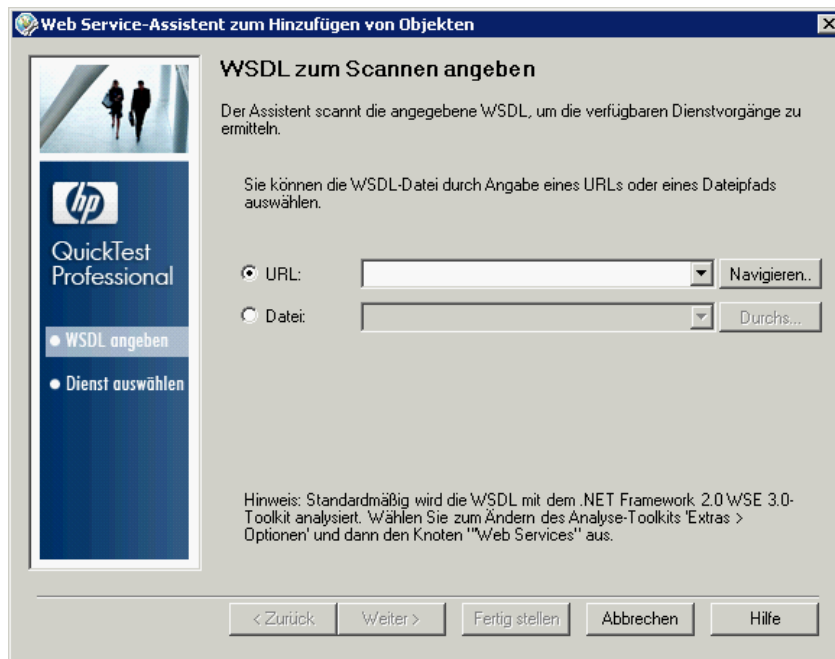 Web Service-Assistent zum Hinzufügen von Objekten
WSDL zum Scannen angeben
Der Assistent scannt die angegebene WSDL, um die verfügbaren Dienstvorgänge zu
ermitteln.
Sie können die WSDL-Datei durch Angabe eines URLs oder eines Dateipfads
auswählen.
hp
QuickTest
Professional
WSDL angeben
Dienst auswählen
URL:
Navigieren..
Datei:
Durchs...
Hinweis: Standardmäßig wird die WSDL mit dem .NET Framework 2.0 WSE 3.0-
Toolkit analysiert. Wählen Sie zum Ändern des Analyse-Toolkits 'Extras >
Optionen' und dann den Knoten '"Web Services" aus.
< Zurück
Weiter >
Fertig stellen
Abbrechen
Hilfe